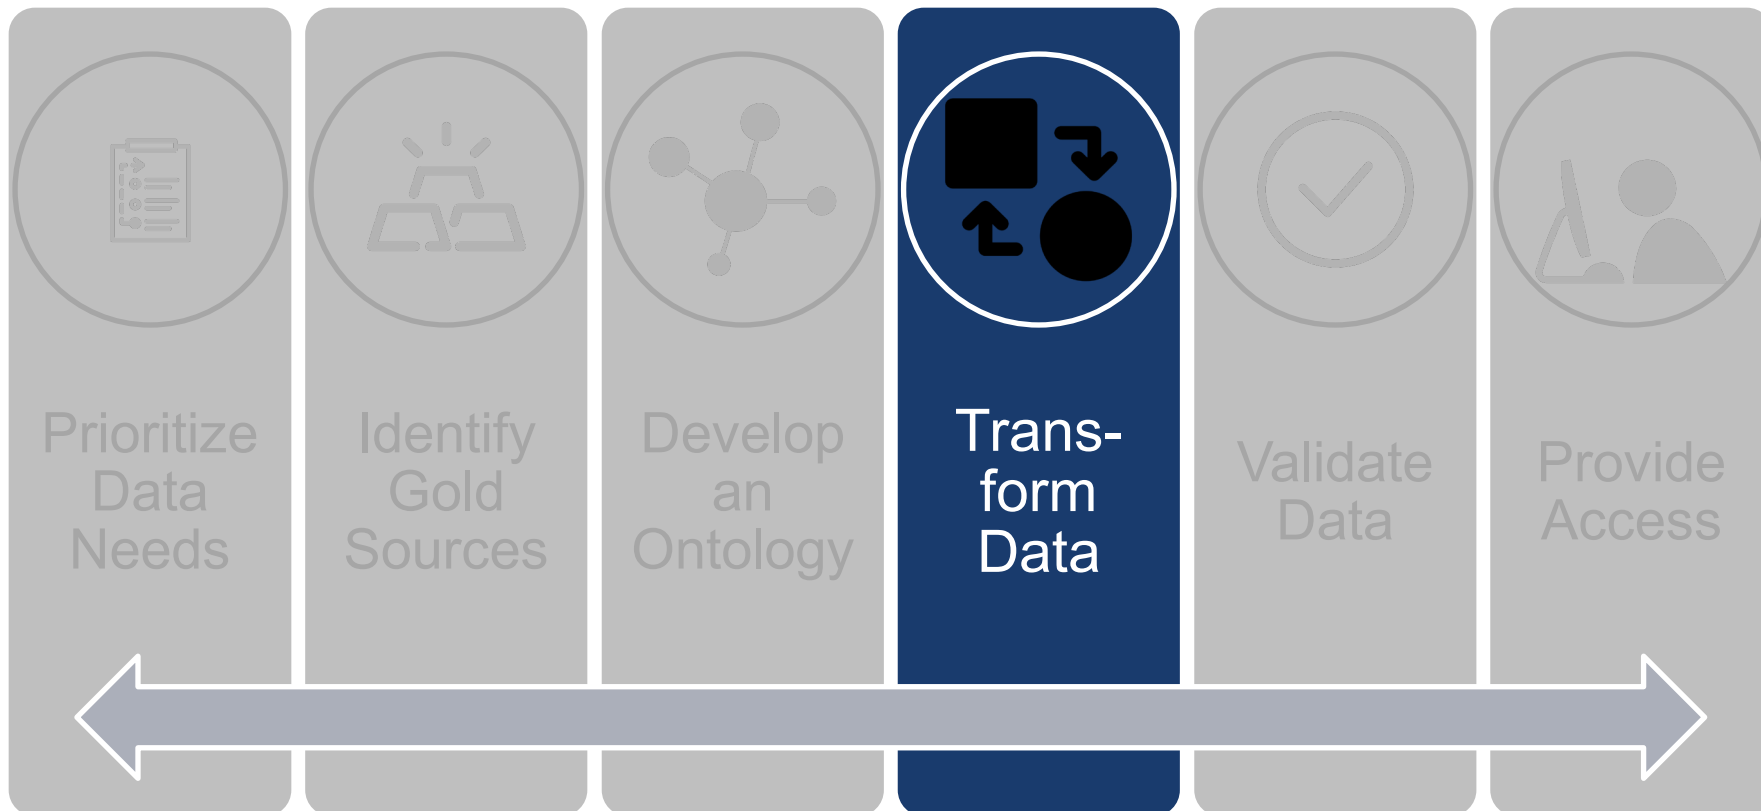 Prioritize
Data
Needs
Identify
Gold
Sources
Develop
an
Ontology
Trans-
form
Data
Validate
Data
Provide
Access